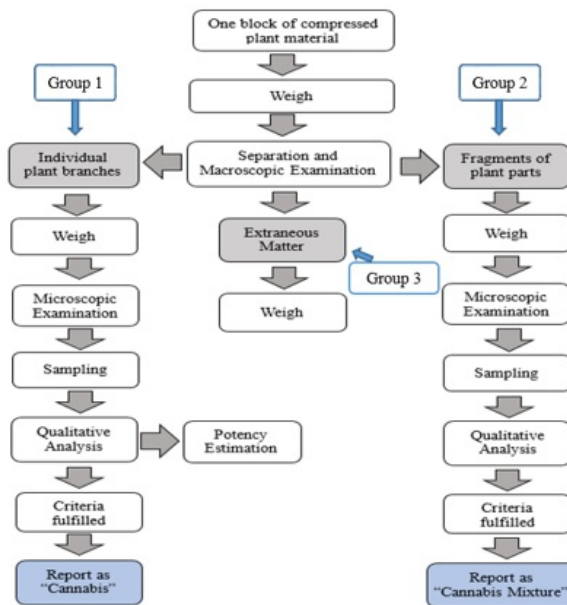 One block of compressed
plant material
Group 1
Group 2
Weigh
Individual
plant branches
Separation and
Macroscopic Examination
Fragments of
plant parts
Weigh
Extraneous
Matter
Weigh
Group 3
Microscopic
Examination
Weigh
Microscopic
Examination
Sampling
Sampling
Qualitative
Analysis
Potency
Estimation
Qualitative
Analysis
Criteria
fulfilled
Criteria
fulfilled
Report as
“Cannabis”
Report as
“Cannabis Mixture”